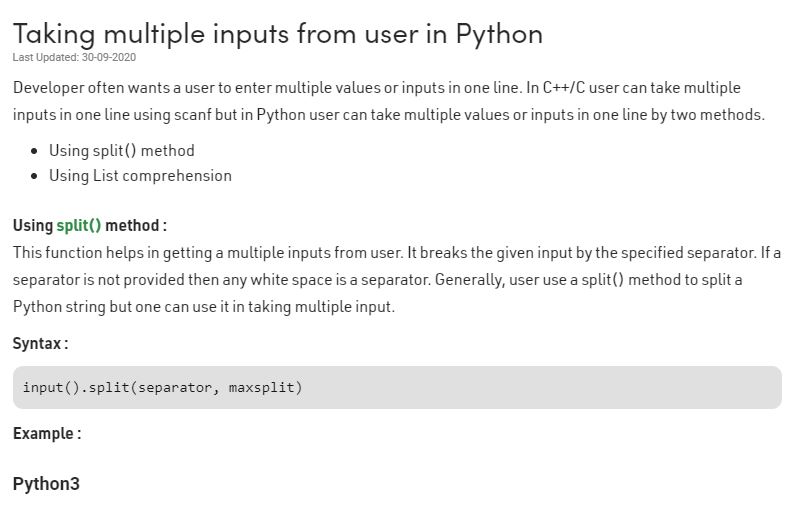 Taking multiple inputs from user in Python
Last Updated: 30-09-2020
Developer often wants a user to enter multiple values or inputs in one line. In C++/C user can take multiple
inputs in one line using scanf but in Python user can take multiple values or inputs in one line by two methods.
• Using split() method
• Using List comprehension
Using split() method :
This function helps in getting a multiple inputs from user. It breaks the given input by the specified separator. If a
separator is not provided then any white space is a separator. Generally, user use a split() method to split a
Python string but one can use it in taking multiple input.
Syntax :
input().split(separator, maxsplit)
Example :
Python3